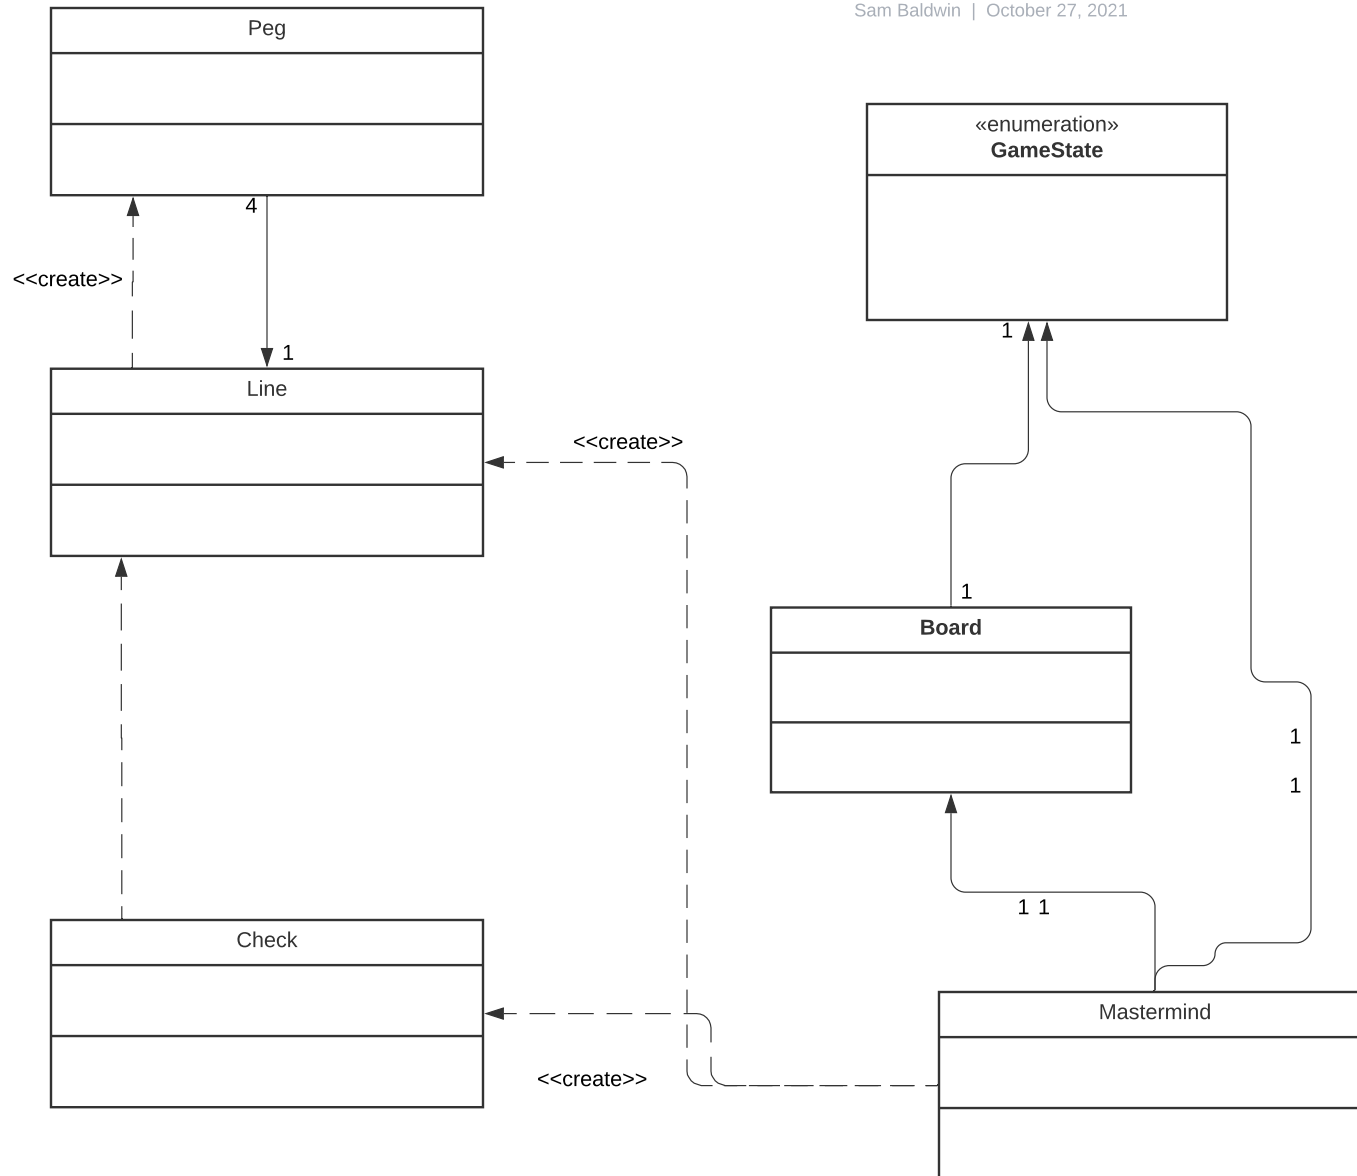 Sam Baldwin | October 27, 2021
Peg
«enumeration»
GameState
4
<<create>>
1
1
Line
<<create>>
1
Board
1
1
1 1
Check
Mastermind
<<create>>